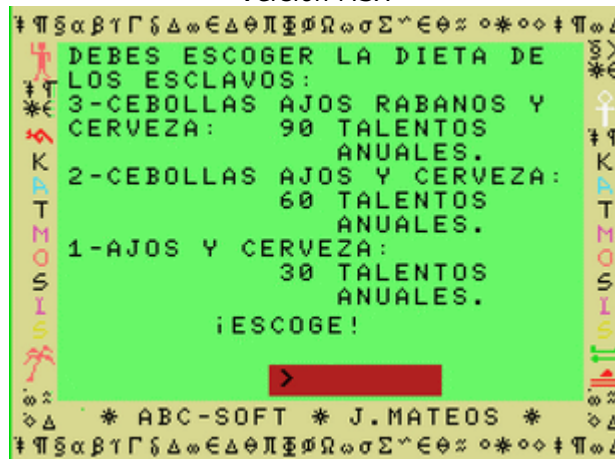 DEBES ESCOGER LA DIETA DE
LOS ESCLAVOS:
3-CEBOLLAS AJOS RABANOS Y
CERVEZA: 90 TALENTOS
ANUALES.
2-CEBOLLAS AJOS Y CERVEZA:
60 TALENTOS
ANUALES.
1-AJOS Y CERVEZA:
30 TALENTOS
ANUALES.
¡ESCOGE!
>
* ABC-SOFT * J.MATEOS *
KATMOSIS
KATMOSIS